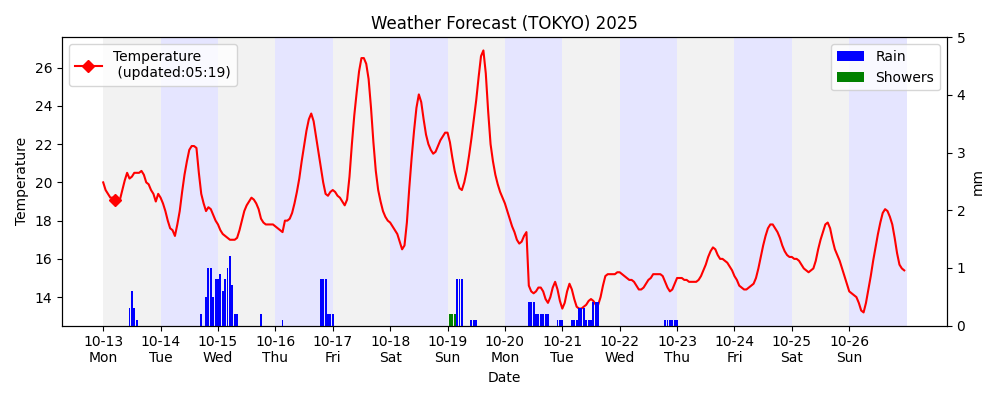 Weather Forecast (TOKYO) 2025
Temperature
(updated:05:19)
Rain
Showers
Temperature
26
24
22
20
18
16
14
5
4
3
2
1
0
mm
10-13 10-14 10-15 10-16 10-17 10-18 10-19 10-20 10-21 10-22 10-23 10-24 10-25 10-26
Mon Tue Wed Thu Fri Sat Sun Mon Tue Wed Thu Fri Sat Sun
Date